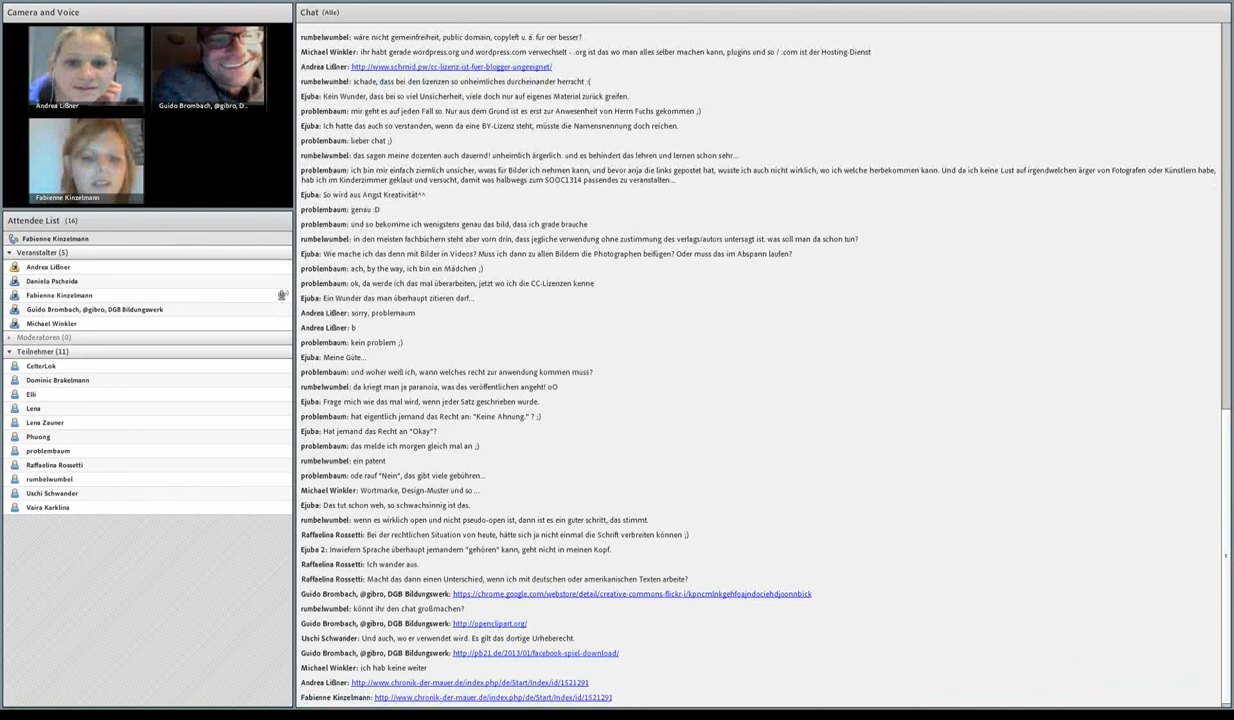 Camera and Voice
Andrea Lißner
Guido Brombach, @gibro, D...
Fabienne Kinzelmann
Attendee List (16)
Fabienne Kinzelmann
Veranstalter (5)
Andrea Lißner
Daniela Pscheida
Fabienne Kinzelmann
Guido Brombach, @gibro, DGB Bildungswerk
Michael Winkler
Moderatoren (0)
Teilnehmer (11)
CelterLok
Dominic Brakelmann
Elli
Lena
Lena Zauner
Phuong
problembaum
Raffaelina Rossetti
rumbelwumbel
Uschi Schwander
Vaira Karklina
Chat (Alle)
rumbelwumbel: wäre nicht gemeinfreiheit, public domain, copyleft u. ä. für oer besser?
Michael Winkler: ihr habt gerade wordpress.org und wordpress.com verwechselt - .org ist das wo man alles selber machen kann, plugins und so / .com ist der Hosting-Dienst
Andrea Lißner: http://www.schmid.pw/cc-lizenz-ist-fuer-blogger-ungeeignet/
rumbelwumbel: schade, dass bei den lizenzen so unheimliches durcheinander herrscht :(
Ejuba: Kein Wunder, dass bei so viel Unsicherheit, viele doch nur auf eigenes Material zurück greifen.
problembaum: mir geht es auf jeden Fall so. Nur aus dem Grund ist es erst zur Anwesenheit von Herrn Fuchs gekommen ;)
Ejuba: Ich hatte das auch so verstanden, wenn da eine BY-Lizenz steht, müsste die Namensnennung doch reichen.
problembaum: lieber chat ;)
rumbelwumbel: das sagen meine dozenten auch dauernd! unheimlich ärgerlich. und es behindert das lehren und lernen schon sehr...
problembaum: ich bin mir einfach ziemlich unsicher, wwas für Bilder ich nehmen kann, und bevor anja die links gepostet hat, wusste ich auch nicht wirklich, wo ich welche herbekommen kann. Und da ich keine Lust auf irgendwelchen ärger von Fotografen oder Künstlern habe,
hab ich im Kinderzimmer geklaut und versucht, damit was halbwegs zum SOOC1314 passendes zu veranstalten...
Ejuba: So wird aus Angst Kreativität^^
problembaum: genau :D
problembaum: und so bekomme ich wenigstens genau das bild, dass ich grade brauche
rumbelwumbel: in den meisten fachbüchern steht aber vorn drin, dass jegliche verwendung ohne zustimmung des verlags/autors untersagt ist. was soll man da schon tun?
Ejuba: Wie mache ich das denn mit Bilder in Videos? Muss ich dann zu allen Bildern die Photographen beifügen? Oder muss das im Abspann laufen?
problembaum: ach, by the way, ich bin ein Mädchen ;)
problembaum: ok, da werde ich das mal überarbeiten, jetzt wo ich die CC-Lizenzen kenne
Ejuba: Ein Wunder das man überhaupt zitieren darf...
Andrea Lißner: sorry, problemaum
Andrea Lißner: b
problembaum: kein problem ;)
Ejuba: Meine Güte...
problembaum: und woher weiß ich, wann welches recht zur anwendung kommen muss?
rumbelwumbel: da kriegt man ja paranoia, was das veröffentlichen angeht! oO
Ejuba: Frage mich wie das mal wird, wenn jeder Satz geschrieben wurde.
problembaum: hat eigentlich jemand das Recht an: "Keine Ahnung." ? ;)
Ejuba: Hat jemand das Recht an "Okay"?
problembaum: das melde ich morgen gleich mal an ;)
rumbelwumbel: ein patent
problembaum: ode rauf "Nein", das gibt viele gebühren...
Michael Winkler: Wortmarke, Design-Muster und so ...
Ejuba: Das tut schon weh, so schwachsinnig ist das.
rumbelwumbel: wenn es wirklich open und nicht pseudo-open ist, dann ist es ein guter schritt, das stimmt.
Raffaelina Rossetti: Bei der rechtlichen Situation von heute, hätte sich ja nicht einmal die Schrift verbreiten können ;)
Ejuba 2: Inwiefern Sprache überhaupt jemandem "gehören" kann, geht nicht in meinen Kopf.
Raffaelina Rossetti: Ich wander aus.
Raffaelina Rossetti: Macht das dann einen Unterschied, wenn ich mit deutschen oder amerikanischen Texten arbeite?
Guido Brombach, @gibro, DGB Bildungswerk: https://chrome.google.com/webstore/detail/creative-commons-flickr-i/kpncmlnkgehfoajndociehdjoonnbick
rumbelwumbel: könnt ihr den chat großmachen?
Guido Brombach, @gibro, DGB Bildungswerk: http://openclipart.org/
Uschi Schwander: Und auch, wo er verwendet wird. Es gilt das dortige Urheberecht.
Guido Brombach, @gibro, DGB Bildungswerk: http://pb21.de/2013/01/facebook-spiel-download/
Michael Winkler: ich hab keine weiter
Andrea Lißner: http://www.chronik-der-mauer.de/index.php/de/Start/Index/id/1521291
Fabienne Kinzelmann: http://www.chronik-der-mauer.de/index.php/de/Start/Index/id/1521291